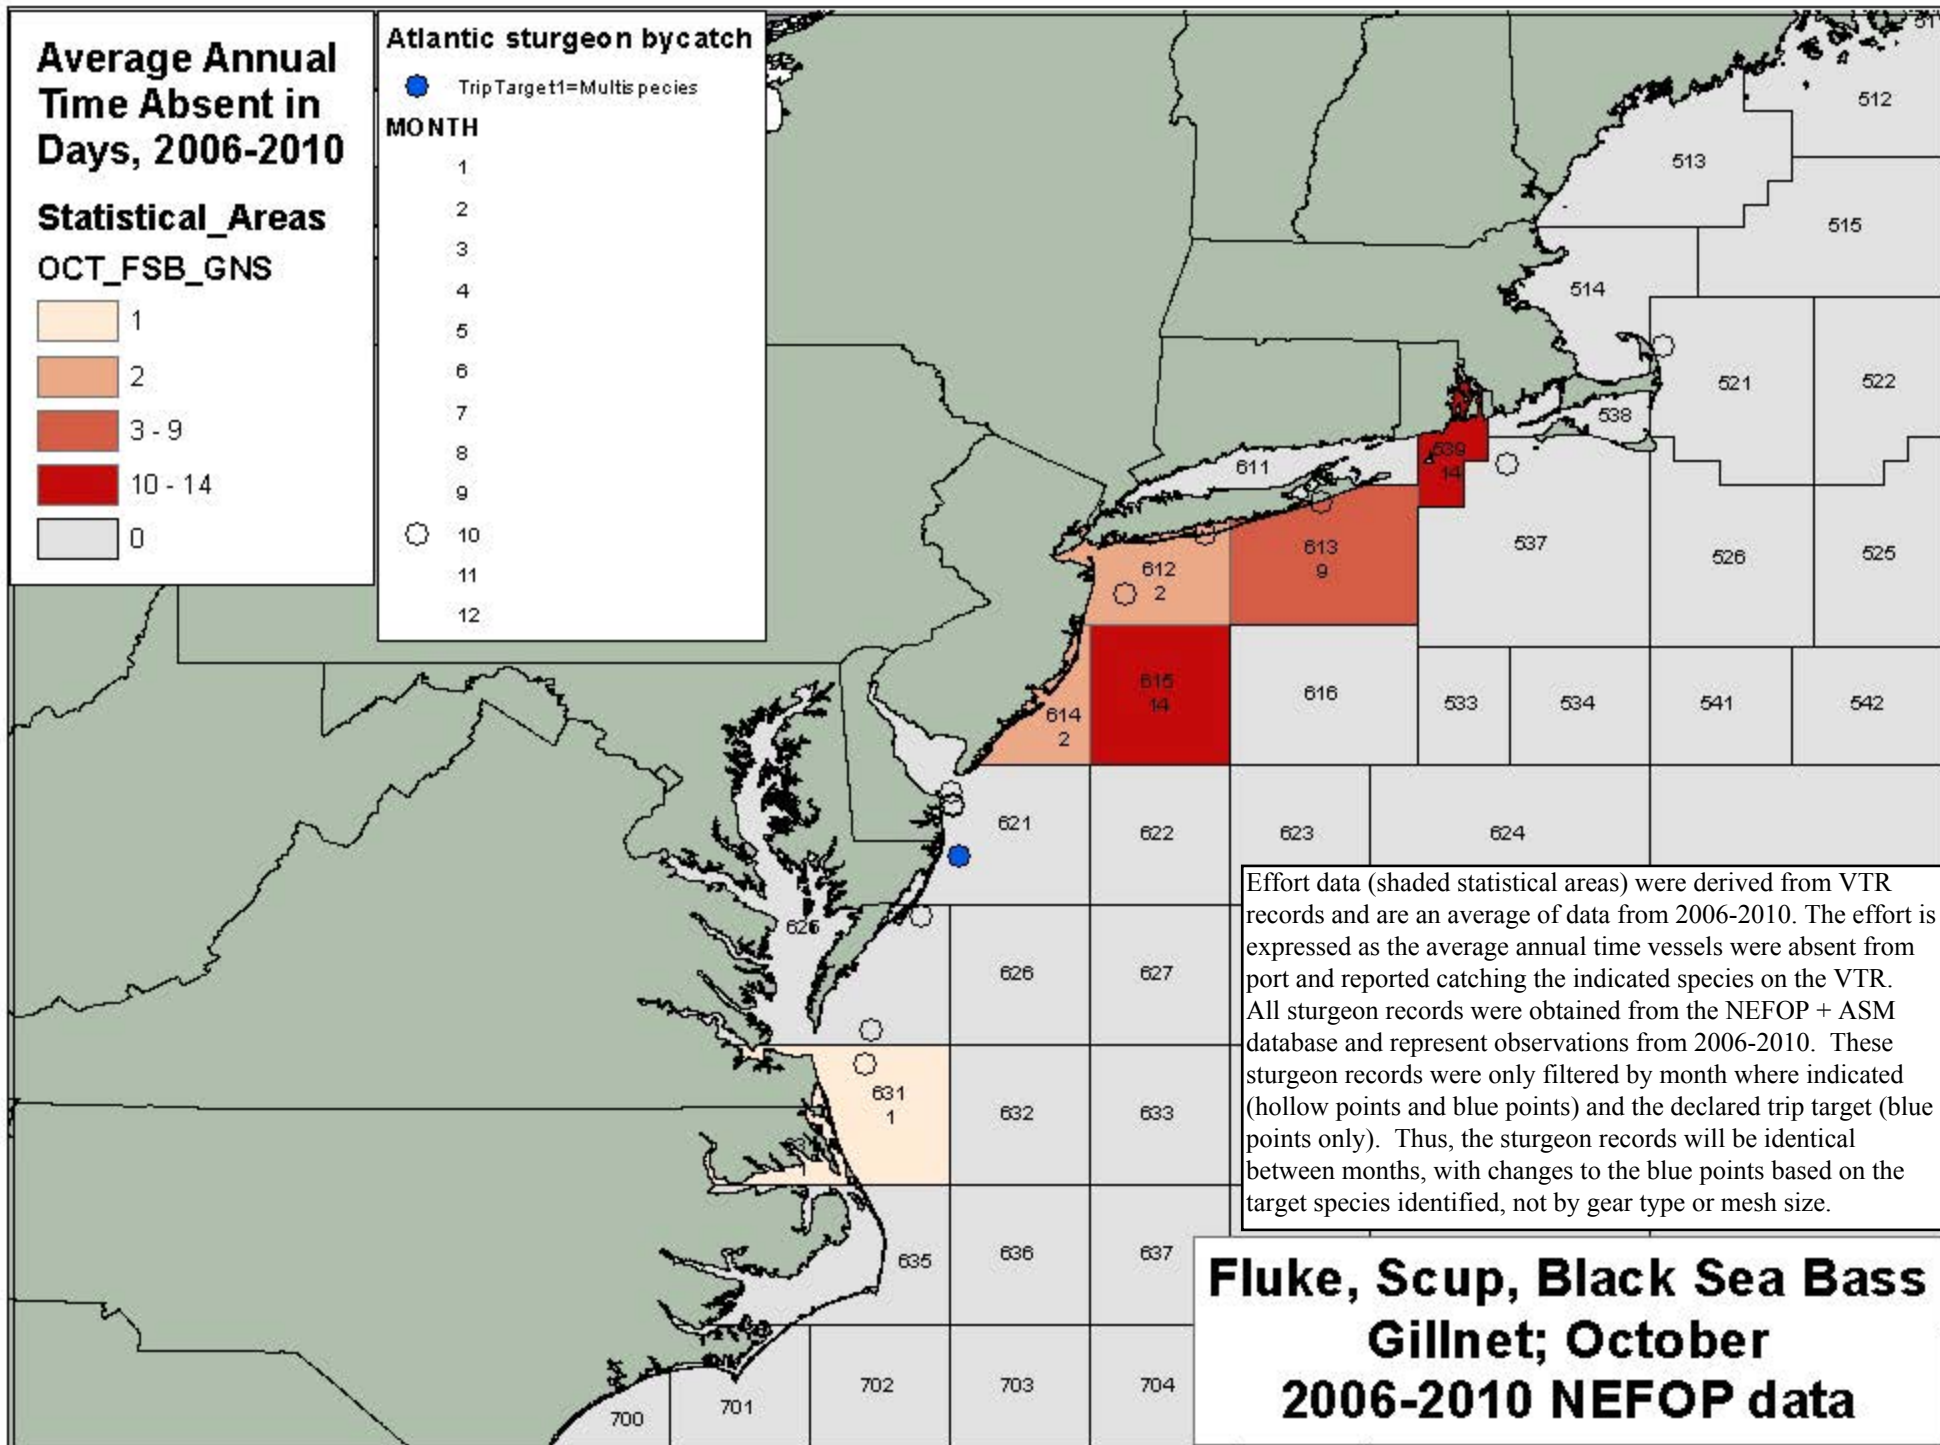 Average Annual
Time Absent in
Days, 2006-2010
Statistical_Areas
OCT_FSB_GNS
1
2
3 - 9
10 - 14
0
Atlantic sturgeon bycatch
TripTarget1=Multispecies
MONTH
1
2
3
4
5
6
7
8
9
10
11
12
512
513
515
514
521
522
538
539
14
611
613
9
612
2
537
526
525
615
14
616
614
2
533
534
541
542
621
622
623
624
625
626
627
631
1
632
633
635
636
637
700
701
702
703
704
Effort data (shaded statistical areas) were derived from VTR
records and are an average of data from 2006-2010. The effort is
expressed as the average annual time vessels were absent from
port and reported catching the indicated species on the VTR.
All sturgeon records were obtained from the NEFOP + ASM
database and represent observations from 2006-2010.  These
sturgeon records were only filtered by month where indicated
(hollow points and blue points) and the declared trip target (blue
points only).  Thus, the sturgeon records will be identical
between months, with changes to the blue points based on the
target species identified, not by gear type or mesh size.
Fluke, Scup, Black Sea Bass
Gillnet; October
2006-2010 NEFOP data